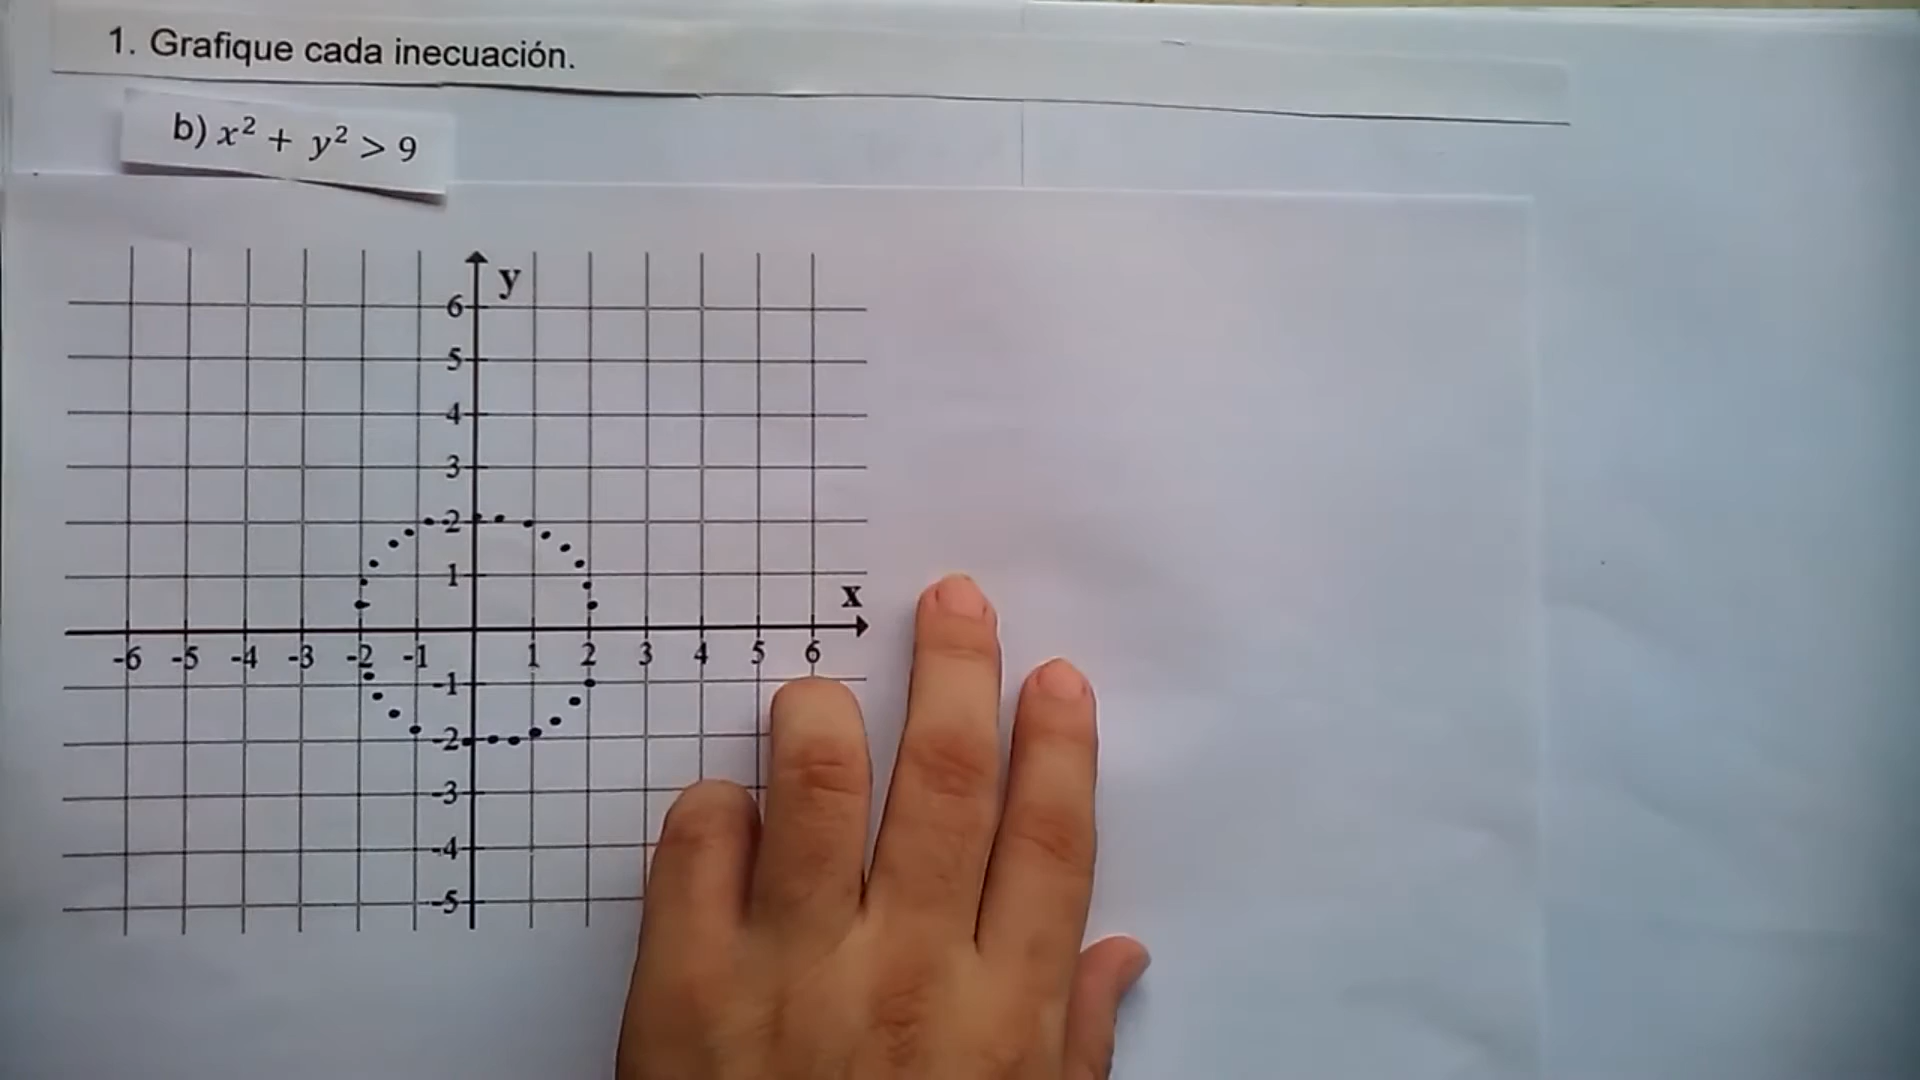 1. Grafique cada inecuación.
b) x² + y² > 9
y
6
5
4
3
2
1
x
-6 -5 -4 -3 -2 -1 1 2 3 4 5 6
-1
-2
-3
-4
-5